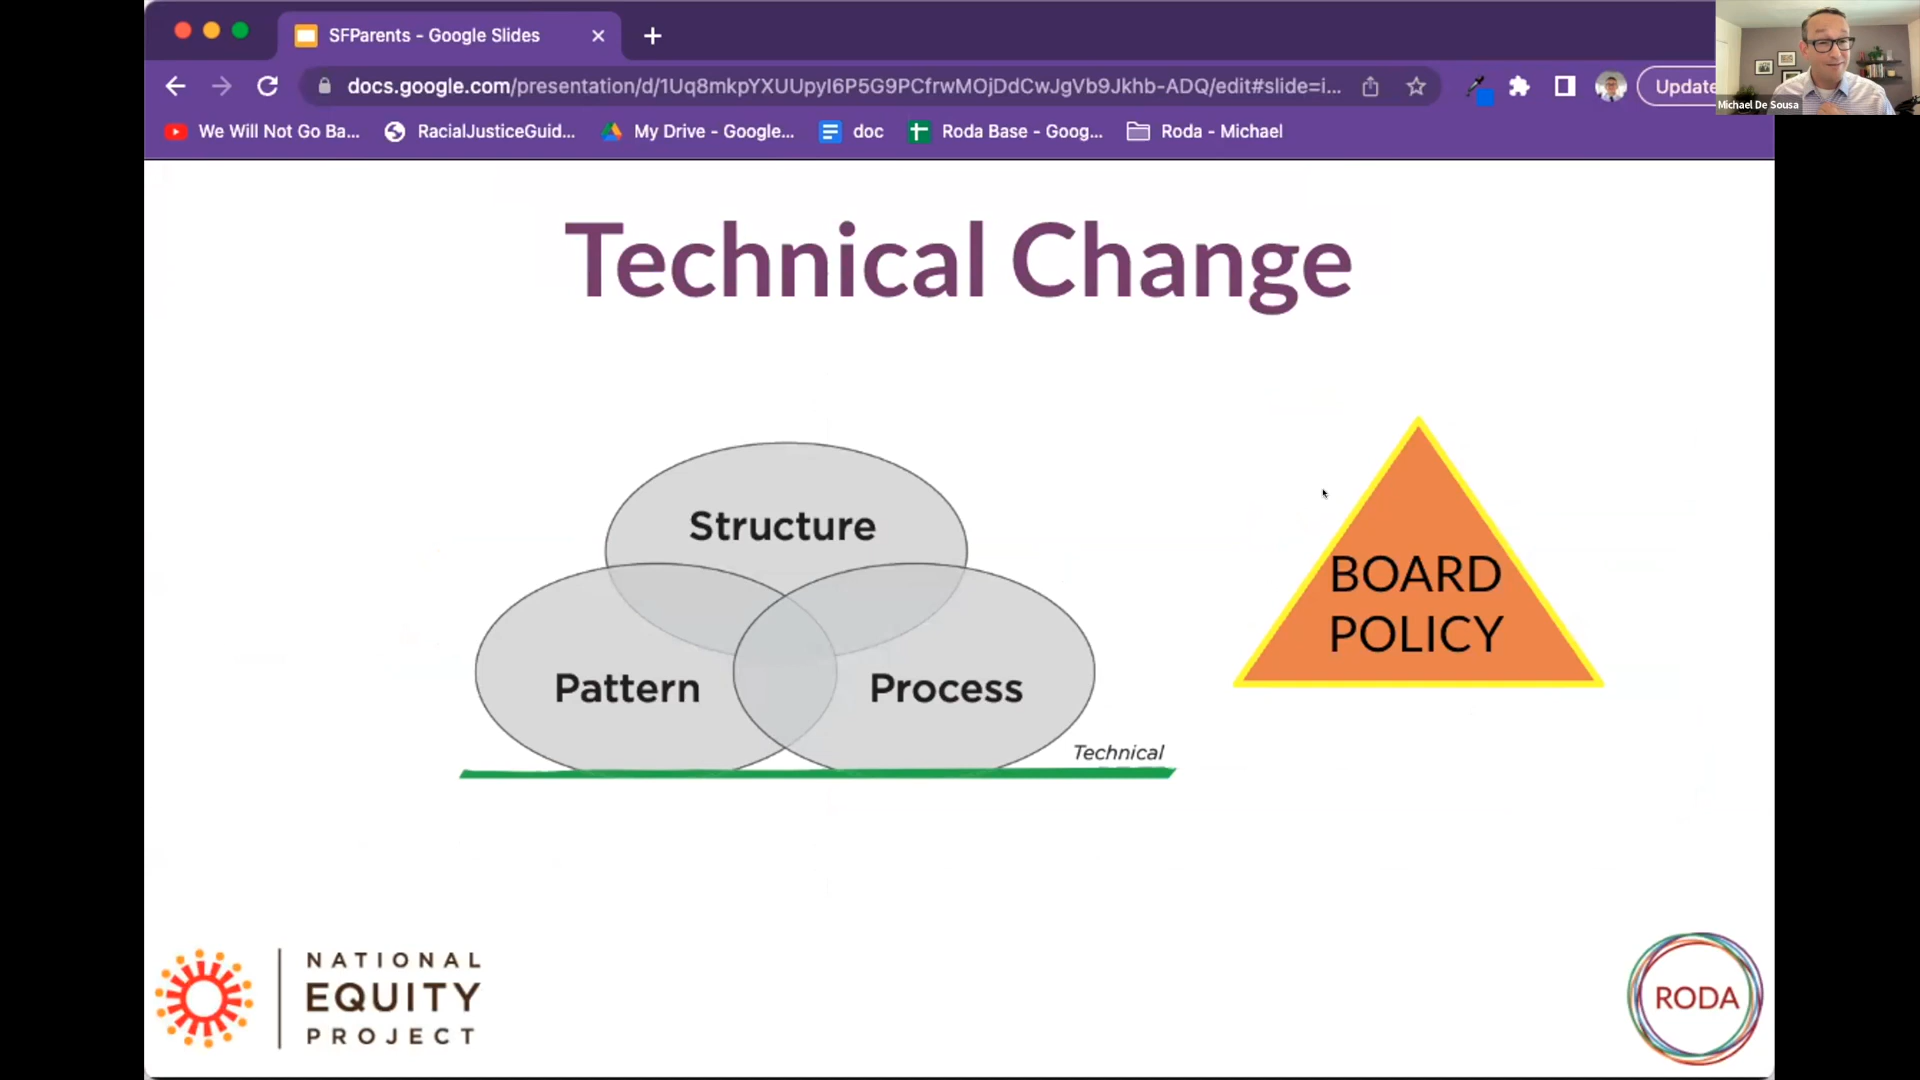 SFParents - Google Slides
docs.google.com/presentation/d/1Uq8mkpYXUUpyI6P5G9PCfrwMOjDdCwJgVb9Jkhb-ADQ/edit#slide=i...
Update
Michael De Sousa
We Will Not Go Ba...
RacialJusticeGuid...
My Drive - Google...
doc
Roda Base - Goog...
Roda - Michael
Technical Change
Structure
Pattern
Process
Technical
BOARD
POLICY
NATIONAL
EQUITY
PROJECT
RODA